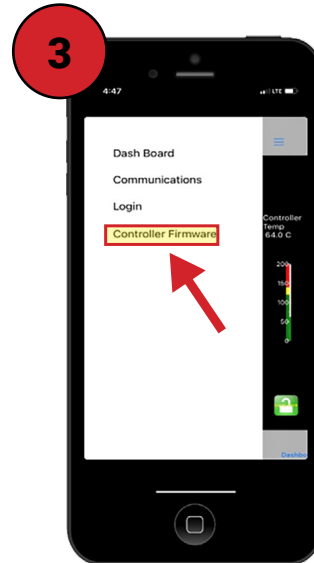 3
4:47
LTE
Dash Board
Communications
Login
Controller Firmware
Controller
Temp
64.0 C
200
150
100
50
0